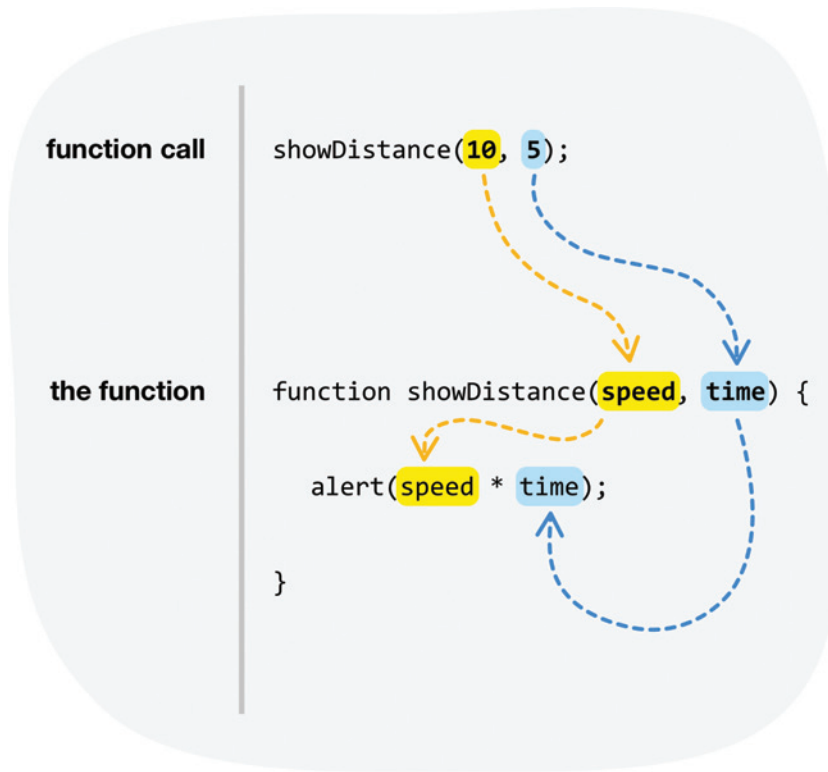 function call showDistance(10, 5);
the function function showDistance(speed, time) {
alert(speed * time);
}